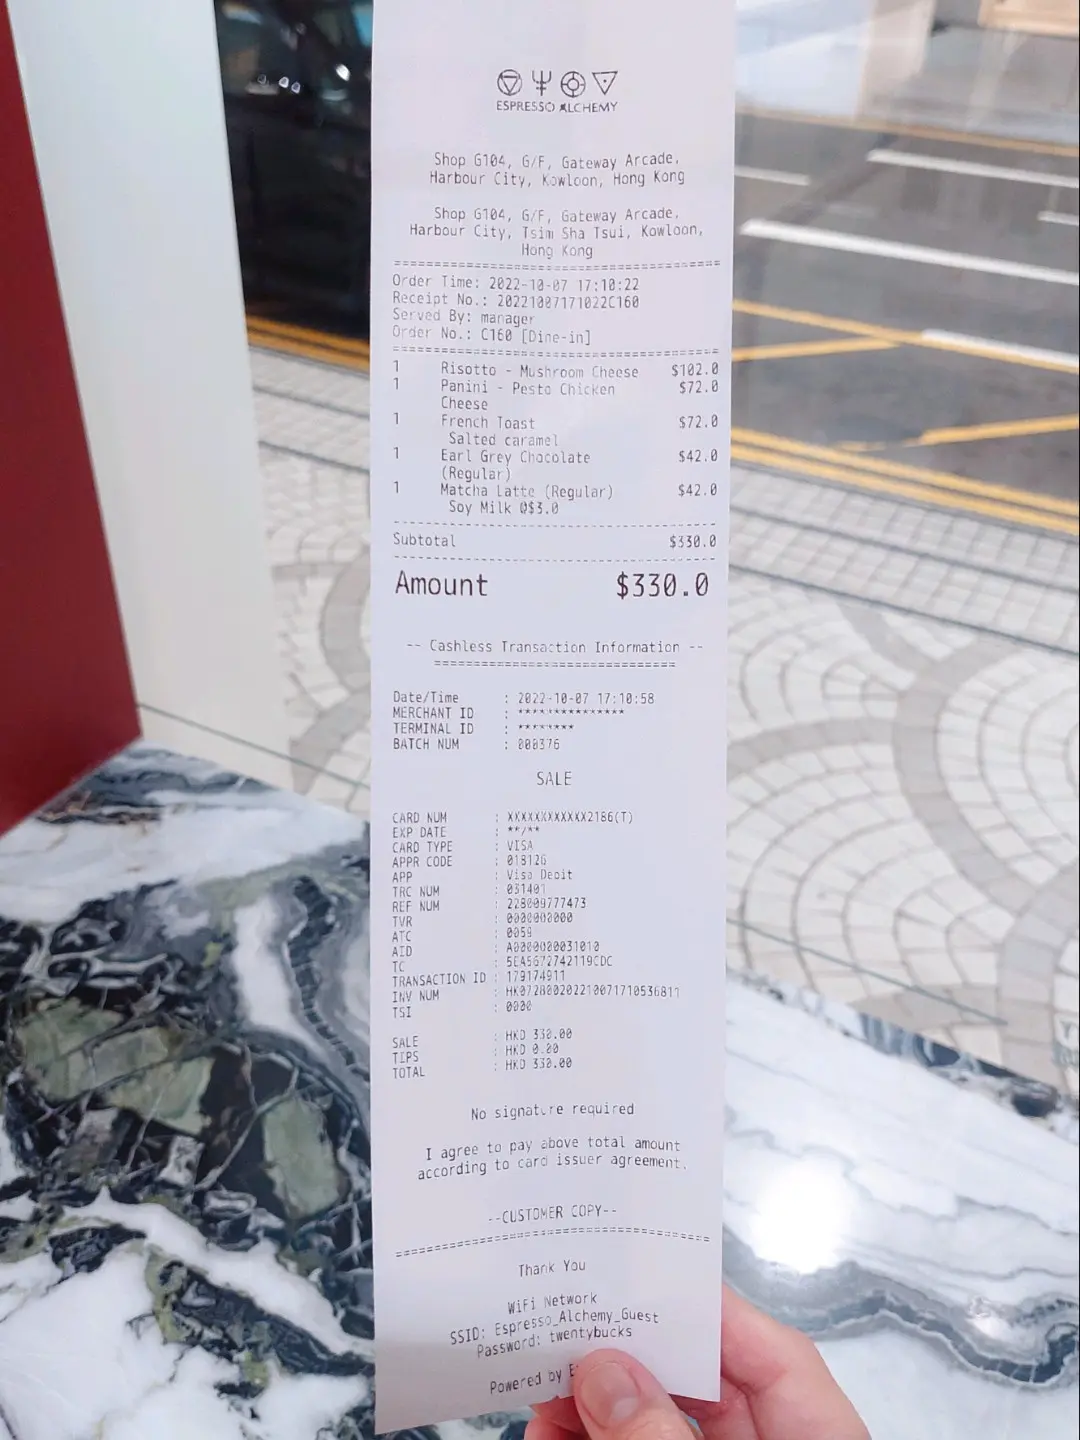 ESPRESSO ALCHEMY
Shop G104, G/F, Gateway Arcade,
Harbour City, Kowloon, Hong Kong
Shop G104, G/F, Gateway Arcade,
Harbour City, Tsim Sha Tsui, Kowloon,
Hong Kong
Order Time: 2022-10-07 17:10:22
Receipt No.: 20221007171022C160
Served By: manager
Order No.: C160 [Dine-in]
1 Risotto - Mushroom Cheese $102.0
1 Panini - Pesto Chicken $72.0
Cheese
1 French Toast $72.0
Salted caramel
1 Earl Grey Chocolate $42.0
(Regular)
1 Matcha Latte (Regular) $42.0
Soy Milk @$3.0
Subtotal $330.0
Amount $330.0
-- Cashless Transaction Information --
Date/Time : 2022-10-07 17:10:58
MERCHANT ID : ***************
TERMINAL ID : ********
BATCH NUM : 000376
SALE
CARD NUM : XXXXXXXXXXXX2186(T)
EXP DATE : **/**
CARD TYPE : VISA
APPR CODE : 018126
APP : Visa Debit
TRC NUM : 031401
REF NUM : 228009777473
TVR : 0000000000
ATC : 0059
AID : A0000000031010
TC : 5EA5672742119CDC
TRANSACTION ID : 179174911
INV NUM : HK072800202210071710536811
TSI : 0000
SALE : HKD 330.00
TIPS : HKD 0.00
TOTAL : HKD 330.00
No signature required
I agree to pay above total amount
according to card issuer agreement.
--CUSTOMER COPY--
Thank You
WiFi Network
SSID: Espresso_Alchemy_Guest
Password: twentybucks
Powered by